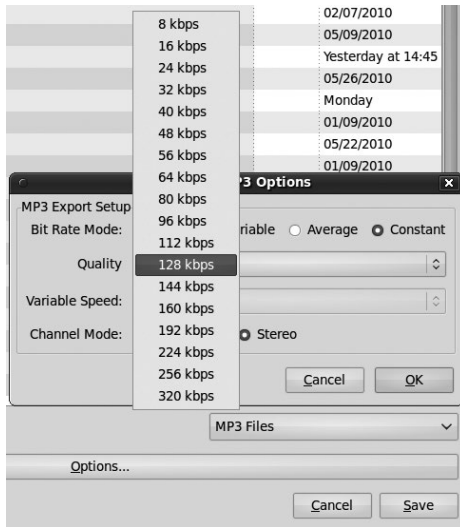 02/07/2010
05/09/2010
Yesterday at 14:45
05/26/2010
Monday
01/09/2010
05/22/2010
01/09/2010
8 kbps
16 kbps
24 kbps
32 kbps
40 kbps
48 kbps
56 kbps
64 kbps
80 kbps
96 kbps
112 kbps
128 kbps
144 kbps
160 kbps
192 kbps
224 kbps
256 kbps
320 kbps
Options
MP3 Export Setup
Bit Rate Mode: Average Constant
Quality
Variable Speed:
Channel Mode: Stereo
Cancel OK
MP3 Files
Options...
Cancel Save